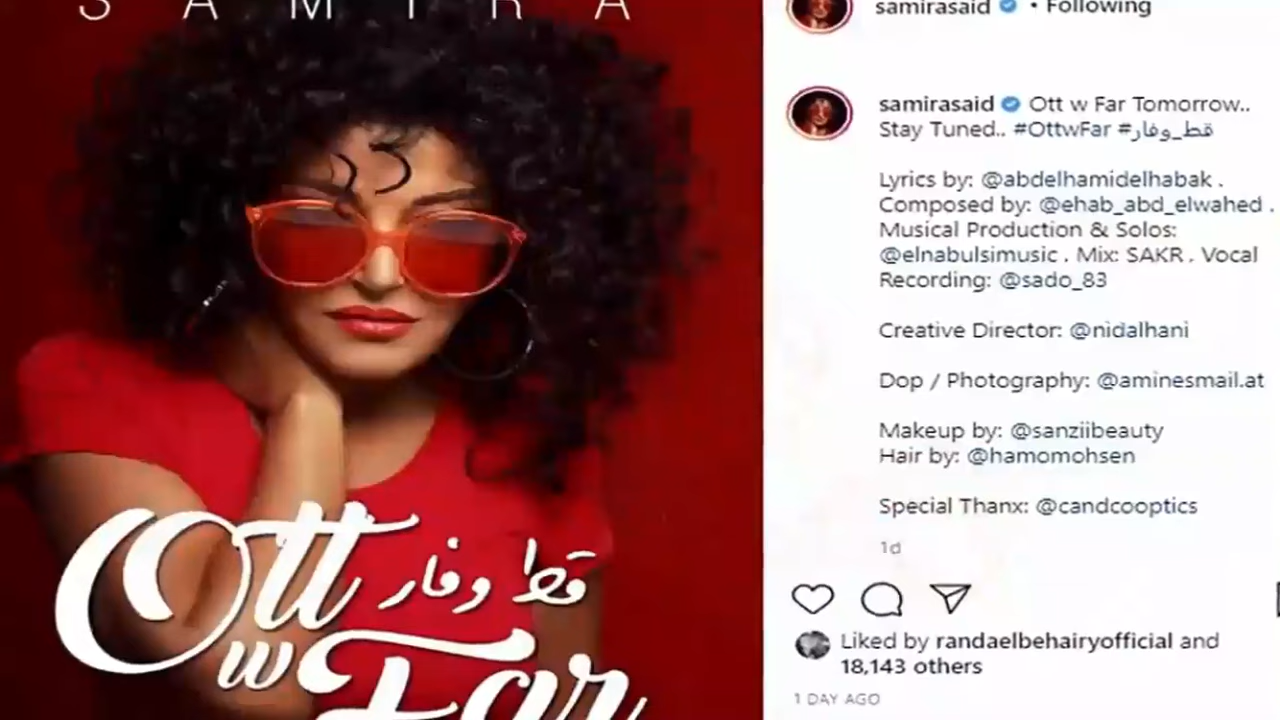 SAMIRA
Ott
قط وفار
w
Far
samirasaid • Following
samirasaid Ott w Far Tomorrow..
Stay Tuned.. #OttwFar #قط_وفار
Lyrics by: @abdelhamidelhabak .
Composed by: @ehab_abd_elwahed .
Musical Production & Solos:
@elnabulsimusic . Mix: SAKR . Vocal
Recording: @sado_83
Creative Director: @nidalhani
Dop / Photography: @aminesmail.at
Makeup by: @sanziibeauty
Hair by: @hamomohsen
Special Thanx: @candcooptics
1d
Liked by randaelbehairyofficial and
18,143 others
1 DAY AGO